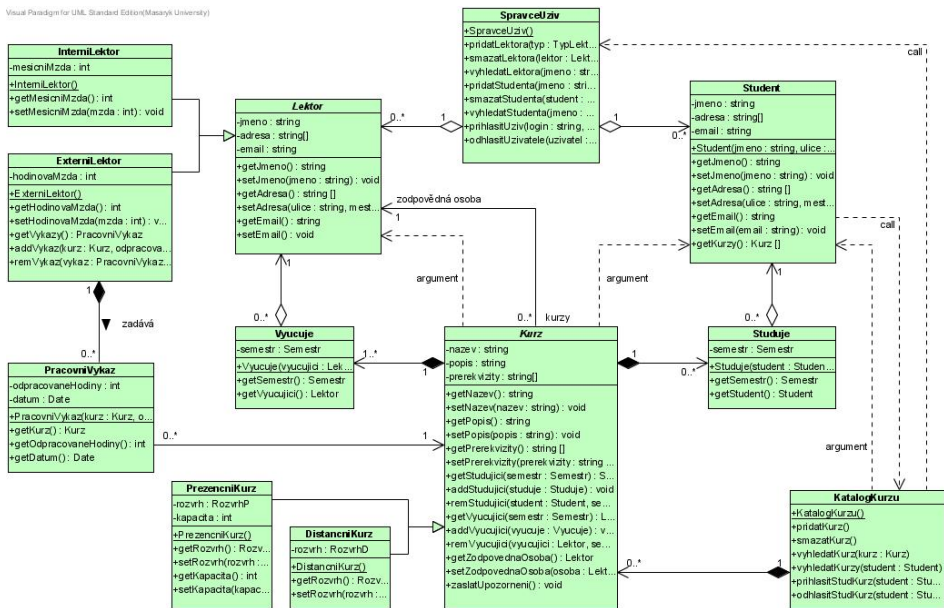 Visual Paradigm for UML Standard Edition(Masaryk University)
SpravceUziv
+SpravceUziv()
+pridatLektora(typ : TypLekt...
+smazatLektora(lektor : Lekt...
+vyhledatLektora(jmeno : str...
+pridatStudenta(jmeno : stri...
+smazatStudenta(student : ...
+vyhledatStudenta(jmeno : ...
+prihlasitUziv(login : string, ...
+odhlasitUzivatele(uzivatel : ...
call
InterniLektor
-mesicniMzda : int
+InterniLektor()
+getMesicniMzda() : int
+setMesicniMzda(mzda : int) : void
Lektor
-jmeno : string
-adresa : string[]
-email : string
+getJmeno() : string
+setJmeno(jmeno : string) : void
+getAdresa() : string []
+setAdresa(ulice : string, mest...
+getEmail() : string
+setEmail() : void
0..*
1
1
0..*
Student
-jmeno : string
-adresa : string[]
-email : string
+Student(jmeno : string, ulice :...
+getJmeno() : string
+setJmeno(jmeno : string) : void
+getAdresa() : string []
+setAdresa(ulice : string, mest...
+getEmail() : string
+setEmail(email : string) : void
+getKurzy() : Kurz []
call
ExterniLektor
-hodinovaMzda : int
+ExterniLektor()
+getHodinovaMzda() : int
+setHodinovaMzda(mzda : int) : v...
+getVykazy() : PracovniVykaz
+addVykaz(kurz : Kurz, odpracova...
+remVykaz(vykaz : PracovniVykaz...
zodpovědná osoba
1
argument
argument
1
1
1
zadává
0..*
0..*
0..*
kurzy
0..*
Vyucuje
-semestr : Semestr
+Vyucuje(vyucujici : Lek...
+getSemestr() : Semestr
+getVyucujici() : Lektor
1..*
1
Kurz
-nazev : string
-popis : string
-prerekvizity : string[]
+getNazev() : string
+setNazev(nazev : string) : void
+getPopis() : string
+setPopis(popis : string) : void
+getPrerekvizity() : string []
+setPrerekvizity(prerekvizity : string ...
+getStudujici(semestr : Semestr) : S...
+addStudujici(studuje : Studuje) : void
+remStudujici(student : Student, se...
+getVyucujici(semestr : Semestr) : L...
+addVyucujici(vyucuje : Vyucuje) : v...
+remVyucujici(vyucujici : Lektor, se...
+getZodpovednaOsoba() : Lektor
+setZodpovednaOsoba(osoba : Lekt...
+zaslatUpozorneni() : void
1
0..*
Studuje
-semestr : Semestr
+Studuje(student : Studen...
+getSemestr() : Semestr
+getStudent() : Student
argument
PracovniVykaz
-odpracovaneHodiny : int
-datum : Date
+PracovniVykaz(kurz : Kurz, o...
+getKurz() : Kurz
+getOdpracovaneHodiny() : int
+getDatum() : Date
0..*
1
PrezencniKurz
-rozvrh : RozvrhP
-kapacita : int
+PrezencniKurz()
+getRozvrh() : Rozv...
+setRozvrh(rozvrh :...
+getKapacita() : int
+setKapacita(kapac...
DistancniKurz
-rozvrh : RozvrhD
+DistancniKurz()
+getRozvrh() : Rozv...
+setRozvrh(rozvrh :...
0..*
1
KatalogKurzu
+KatalogKurzu()
+pridatKurz()
+smazatKurz()
+vyhledatKurz(kurz : Kurz)
+vyhledatKurzy(student : Student)
+prihlasitStudKurz(student : Stu...
+odhlasitStudKurz(student : Stu...